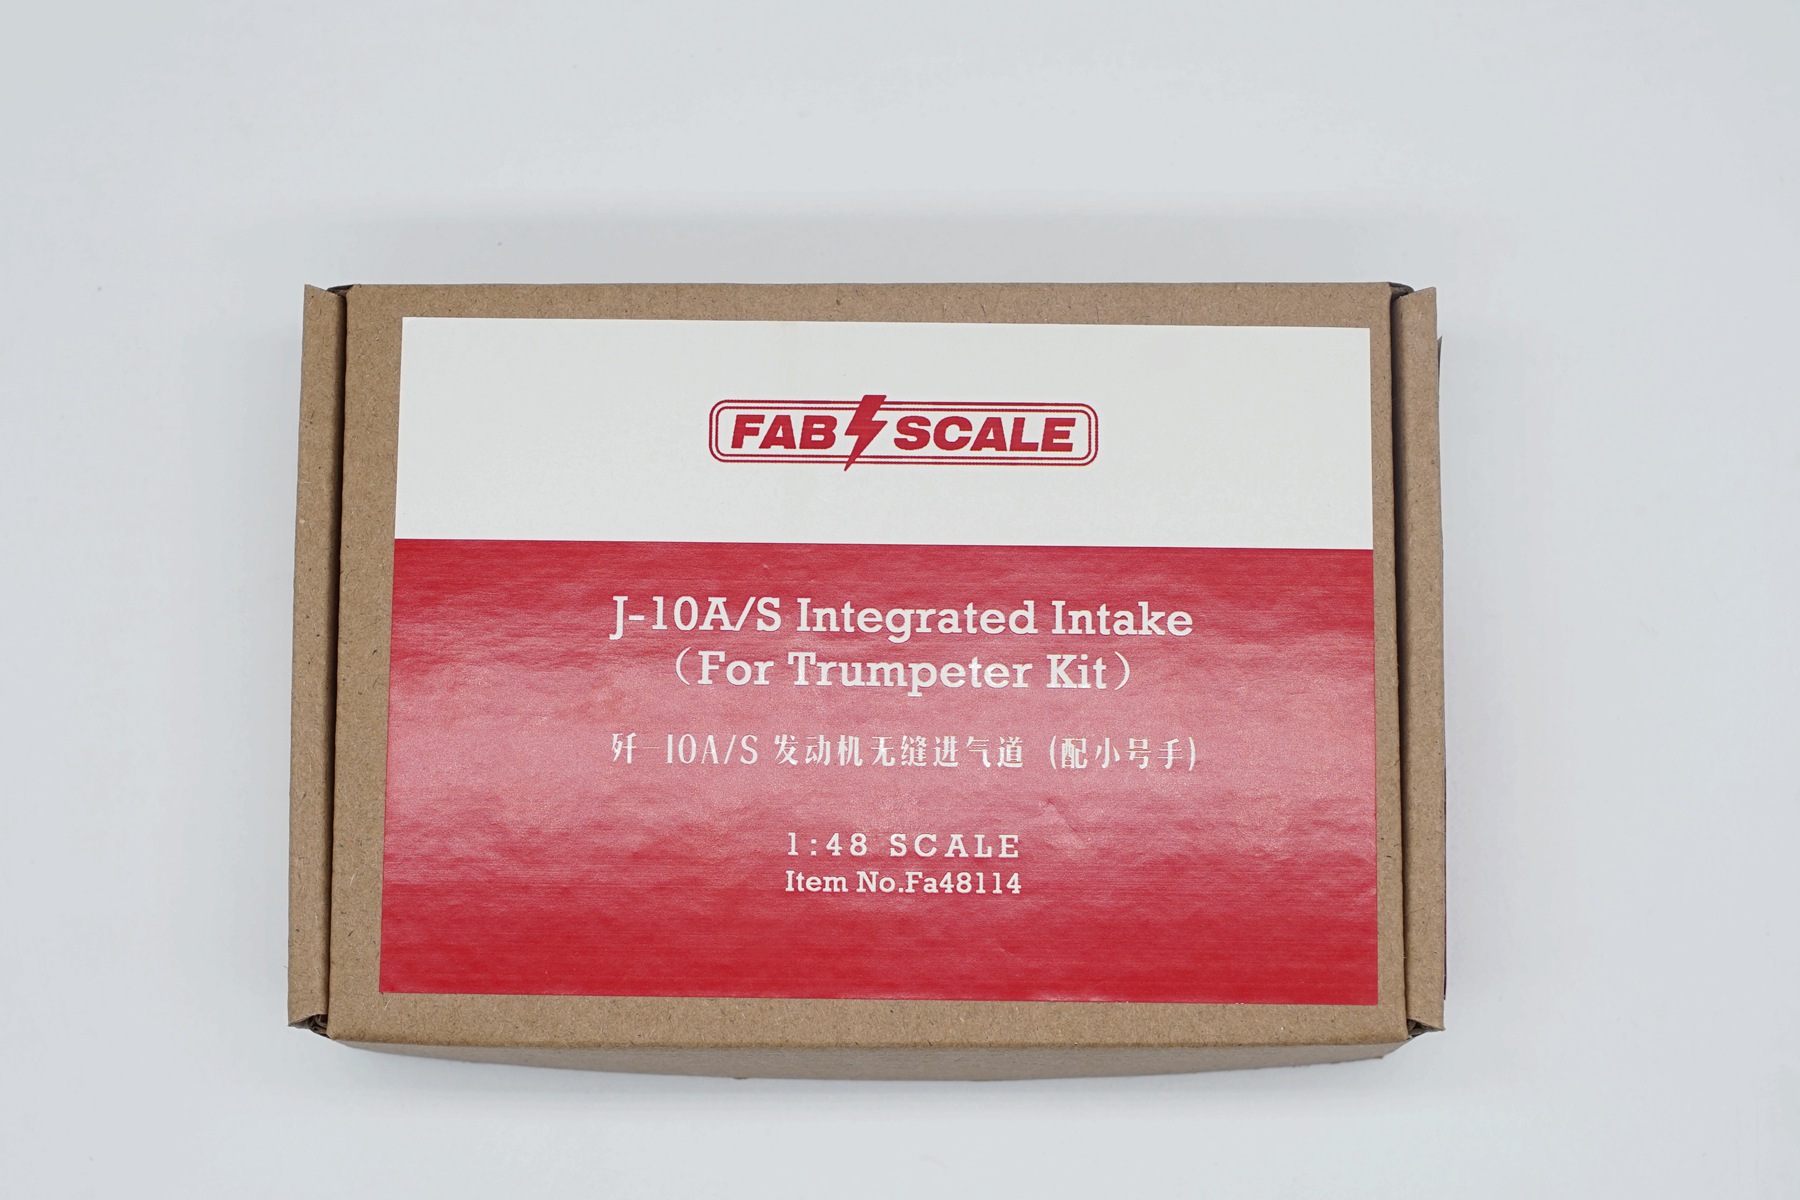 FAB SCALE
J-10A/S Integrated Intake
（For Trumpeter Kit）
歼—10A/S 发动机无缝进气道 (配小号手)
1:48 SCALE
Item No.Fa48114